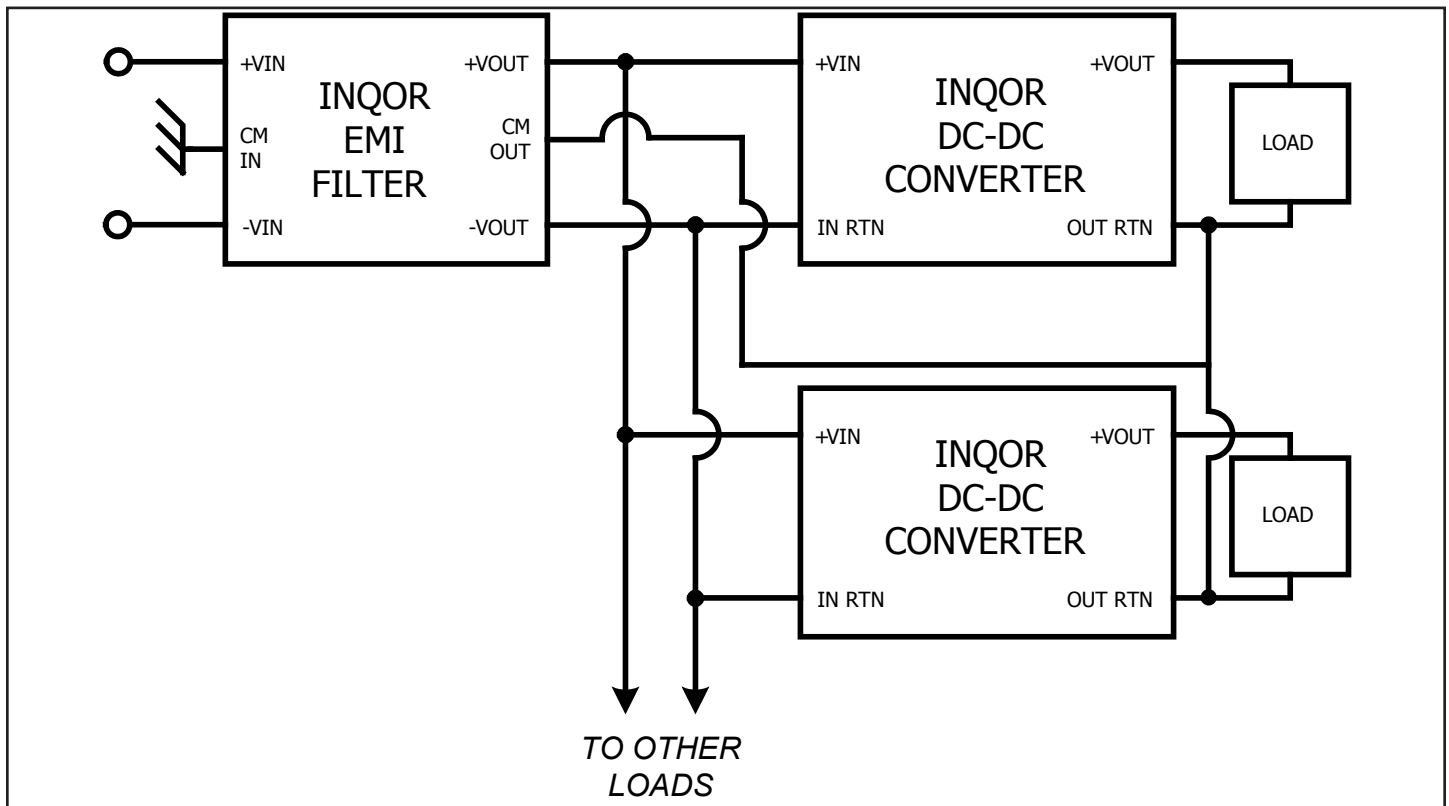 +VIN
CM
IN
-VIN
INQOR
EMI
FILTER
+VOUT
CM
OUT
-VOUT
+VIN
IN RTN
INQOR
DC-DC
CONVERTER
+VOUT
OUT RTN
LOAD
+VIN
IN RTN
INQOR
DC-DC
CONVERTER
+VOUT
OUT RTN
LOAD
TO OTHER
LOADS